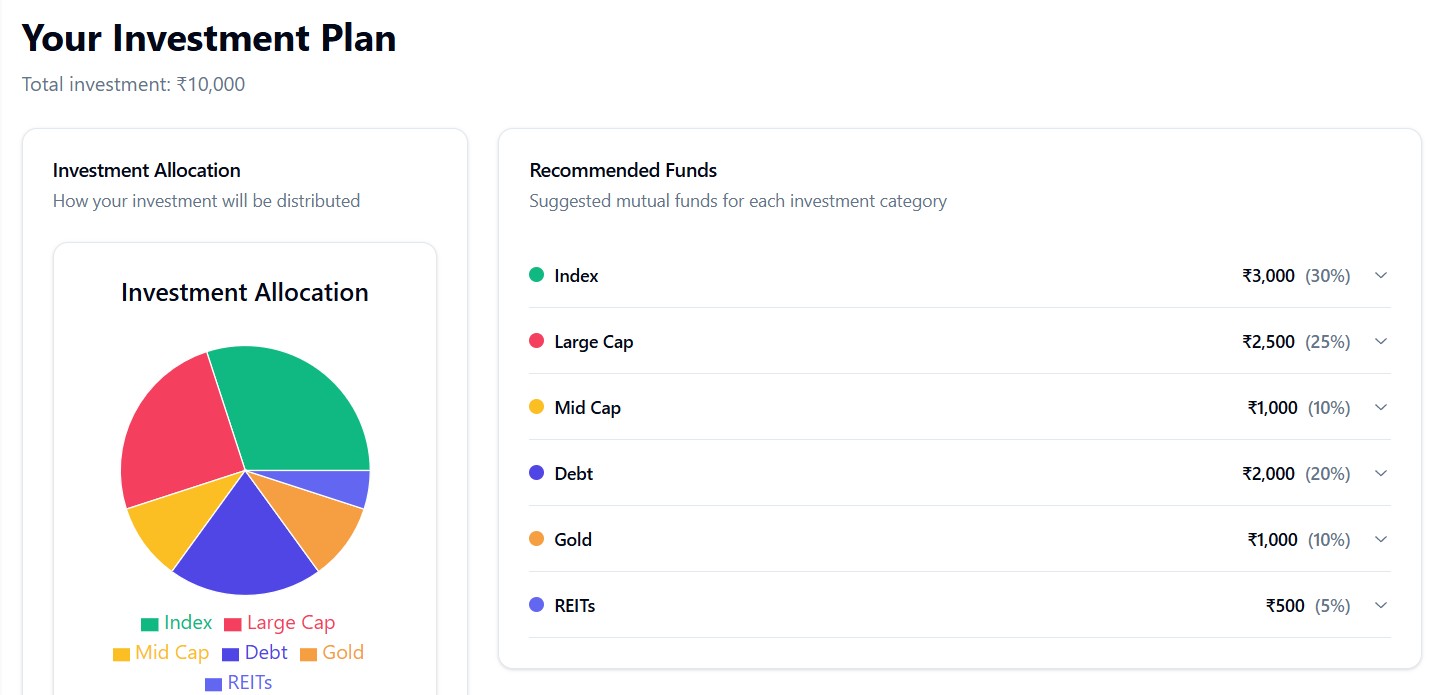 Your Investment Plan
Total investment: ₹10,000
Investment Allocation
How your investment will be distributed
Investment Allocation
Index Large Cap
Mid Cap Debt Gold
REITs
Recommended Funds
Suggested mutual funds for each investment category
Index ₹3,000 (30%)
Large Cap ₹2,500 (25%)
Mid Cap ₹1,000 (10%)
Debt ₹2,000 (20%)
Gold ₹1,000 (10%)
REITs ₹500 (5%)